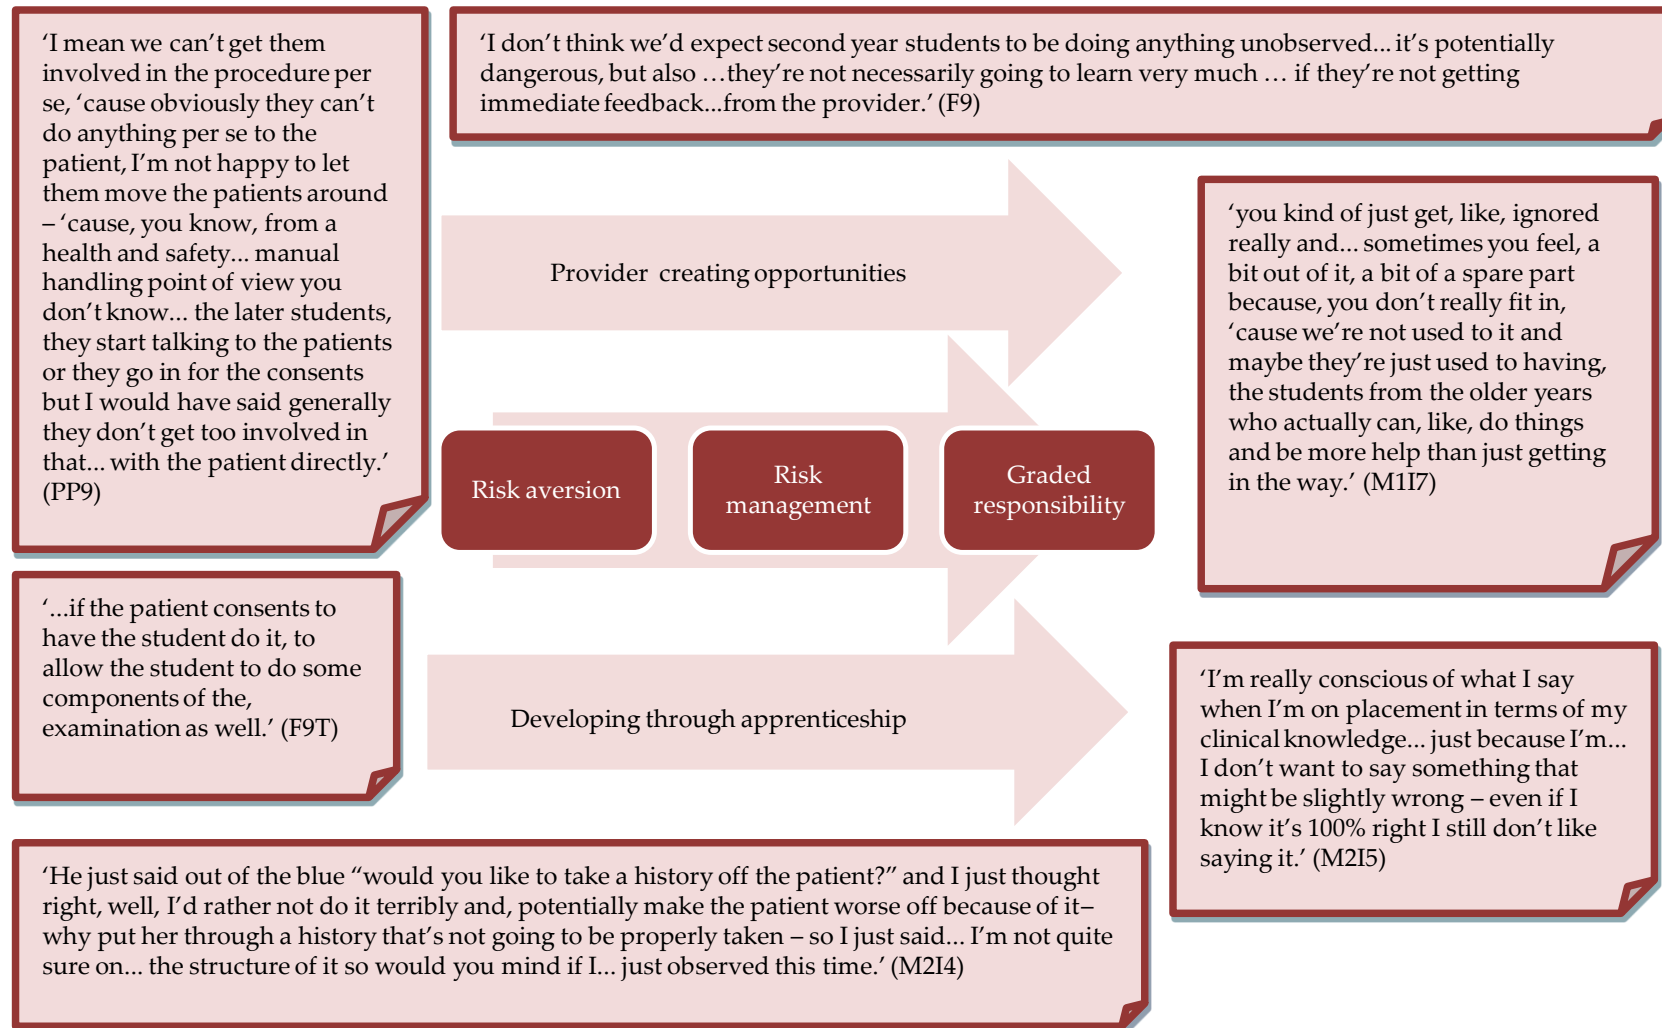 ‘I mean we can’t get them
involved in the procedure per
se, ‘cause obviously they can’t
do anything per se to the
patient, I’m not happy to let
them move the patients around
– ‘cause, you know, from a
health and safety... manual
handling point of view you
don’t know... the later students,
they start talking to the patients
or they go in for the consents
but I would have said generally
they don’t get too involved in
that... with the patient directly.’
(PP9)
‘I don’t think we’d expect second year students to be doing anything unobserved... it’s potentially
dangerous, but also …they’re not necessarily going to learn very much … if they’re not getting
immediate feedback...from the provider.’ (F9)
Provider creating opportunities
‘you kind of just get, like, ignored
really and... sometimes you feel, a
bit out of it, a bit of a spare part
because, you don’t really fit in,
‘cause we’re not used to it and
maybe they’re just used to having,
the students from the older years
who actually can, like, do things
and be more help than just getting
in the way.’ (M1I7)
Risk aversion
Risk
management
Graded
responsibility
‘...if the patient consents to
have the student do it, to
allow the student to do some
components of the,
examination as well.’ (F9T)
Developing through apprenticeship
‘I’m really conscious of what I say
when I’m on placement in terms of my
clinical knowledge... just because I’m...
I don’t want to say something that
might be slightly wrong – even if I
know it’s 100% right I still don’t like
saying it.’ (M2I5)
‘He just said out of the blue “would you like to take a history off the patient?” and I just thought
right, well, I’d rather not do it terribly and, potentially make the patient worse off because of it–
why put her through a history that’s not going to be properly taken – so I just said... I’m not quite
sure on... the structure of it so would you mind if I... just observed this time.’ (M2I4)